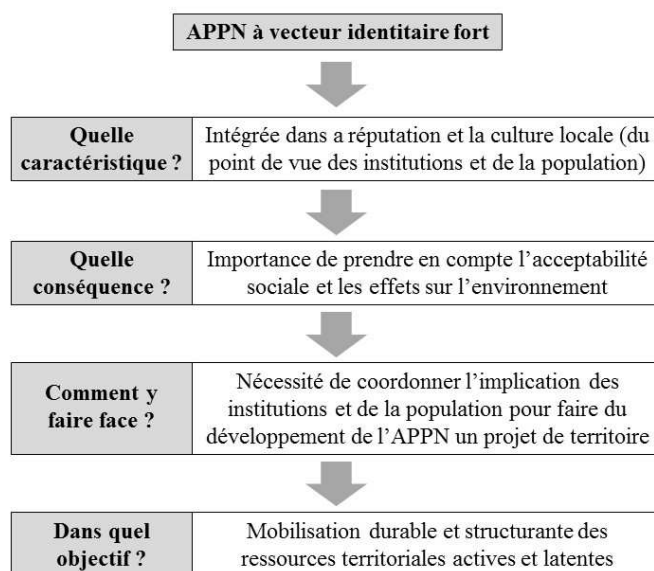 APPN à vecteur identitaire fort
Quelle
caractéristique ?
Intégrée dans a réputation et la culture locale (du
point de vue des institutions et de la population)
Quelle
conséquence ?
Importance de prendre en compte l’acceptabilité
sociale et les effets sur l’environnement
Comment y
faire face ?
Nécessité de coordonner l’implication des
institutions et de la population pour faire du
développement de l’APPN un projet de territoire
Dans quel
objectif ?
Mobilisation durable et structurante des
ressources territoriales actives et latentes